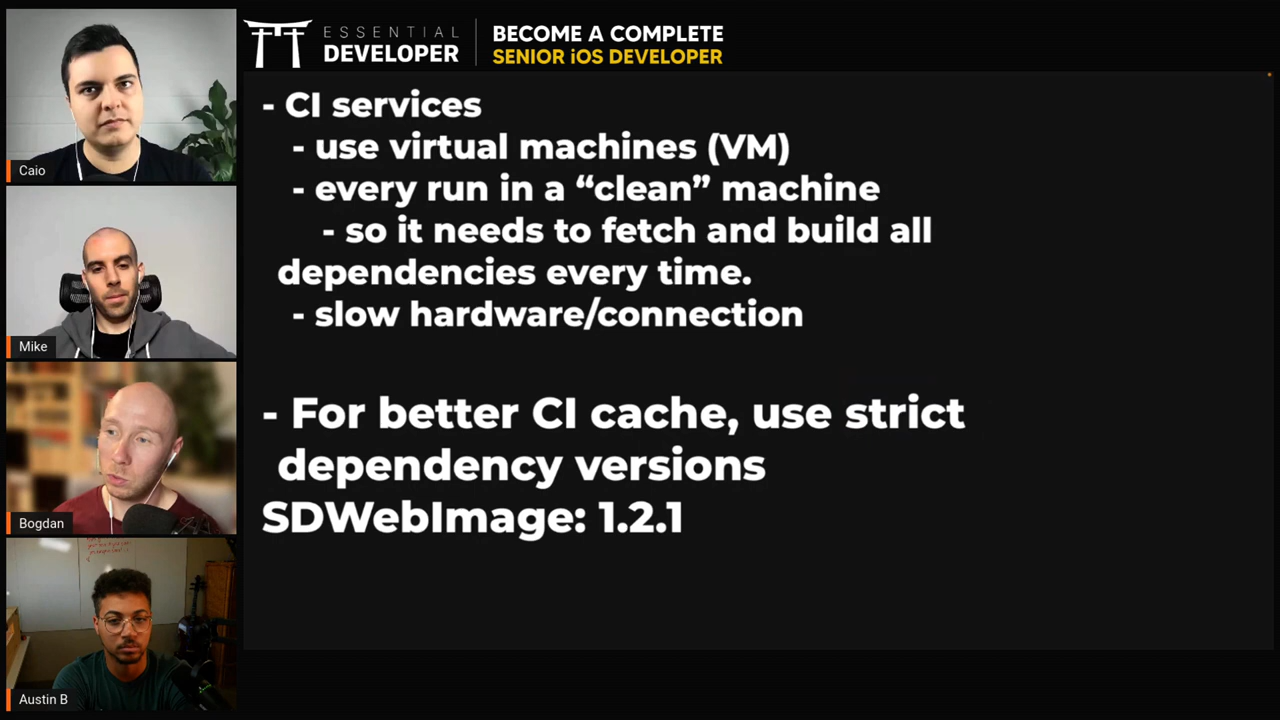 ESSENTIAL
DEVELOPER
BECOME A COMPLETE
SENIOR iOS DEVELOPER
- CI services
- use virtual machines (VM)
- every run in a “clean” machine
- so it needs to fetch and build all
dependencies every time.
- slow hardware/connection
- For better CI cache, use strict
dependency versions
SDWebImage: 1.2.1
Caio
Mike
Bogdan
Austin B